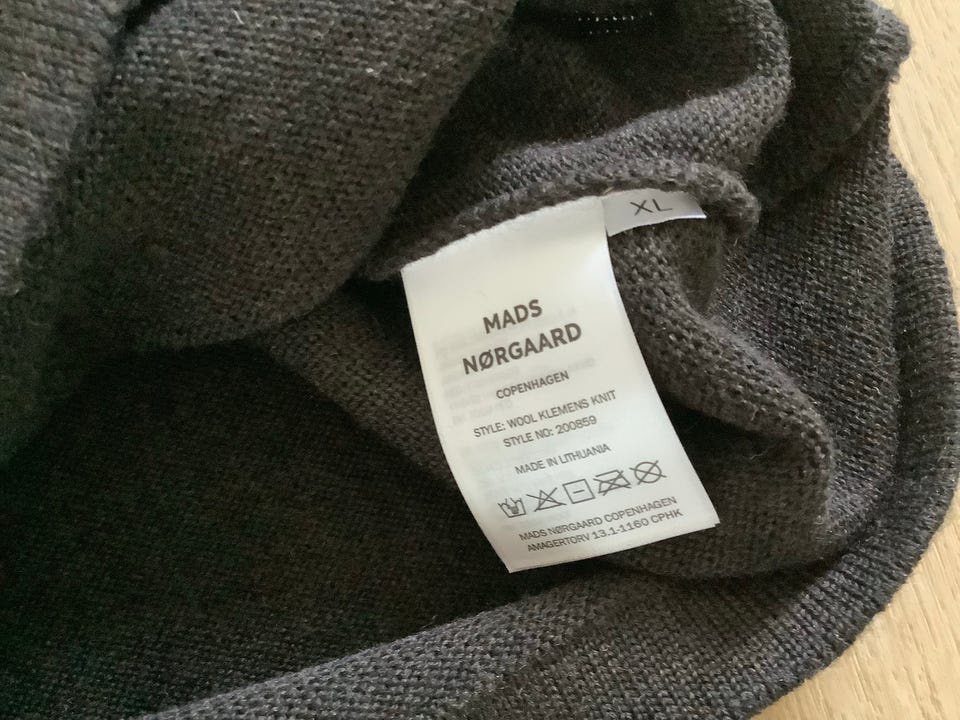 XL
MADS
NØRGAARD
COPENHAGEN
STYLE: WOOL KLEMENS KNIT
STYLE NO: 200859
MADE IN LITHUANIA
MADS NØRGAARD COPENHAGEN
AMAGERTORV 13.1-1160 CPHK